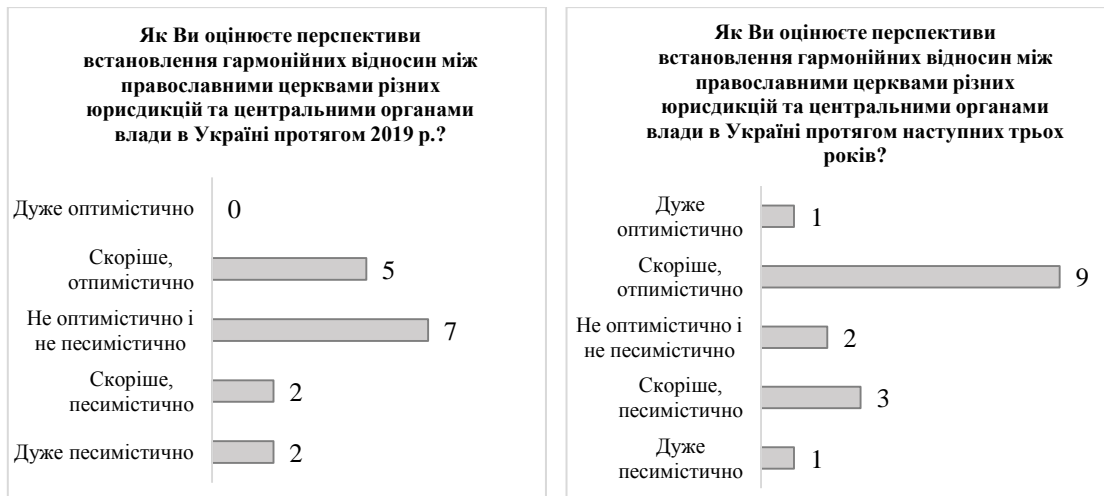 Як Ви оцінюєте перспективи
встановлення гармонійних відносин між
православними церквами різних
юрисдикцій та центральними органами
влади в Україні протягом 2019 р.?
Дуже оптимістично 0
Скоріше,
отпимістично 5
Не оптимістично і
не песимістично 7
Скоріше,
песимістично 2
Дуже песимістично 2
Як Ви оцінюєте перспективи
встановлення гармонійних відносин між
православними церквами різних
юрисдикцій та центральними органами
влади в Україні протягом наступних трьох
років?
Дуже
оптимістично 1
Скоріше,
отпимістично 9
Не оптимістично і
не песимістично 2
Скоріше,
песимістично 3
Дуже
песимістично 1